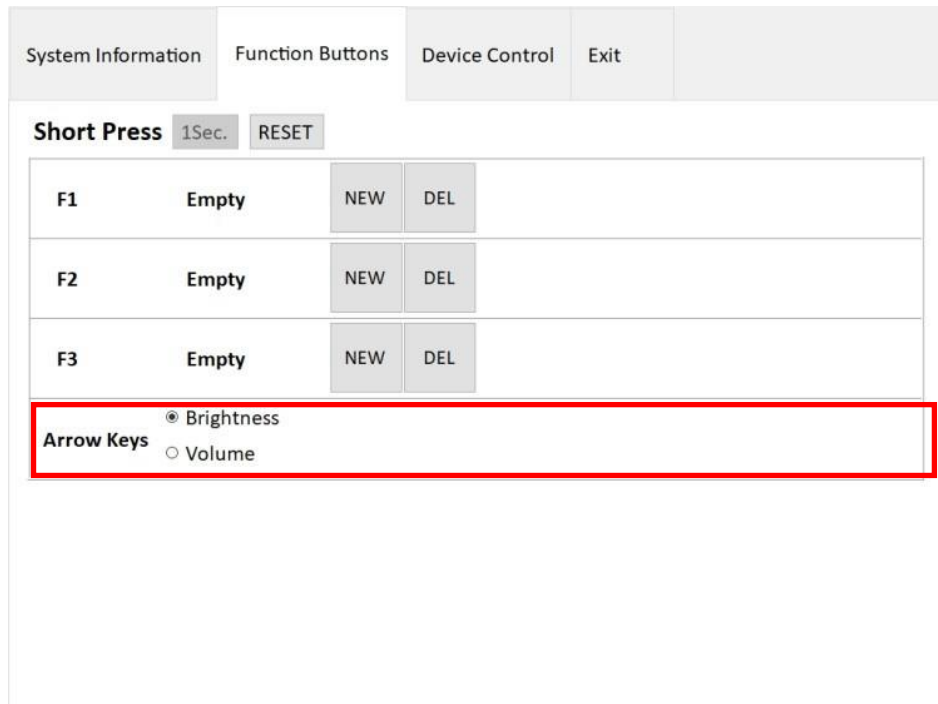 System Information Function Buttons Device Control Exit
Short Press 1Sec. RESET
F1 Empty NEW DEL
F2 Empty NEW DEL
F3 Empty NEW DEL
Brightness
Arrow Keys
Volume